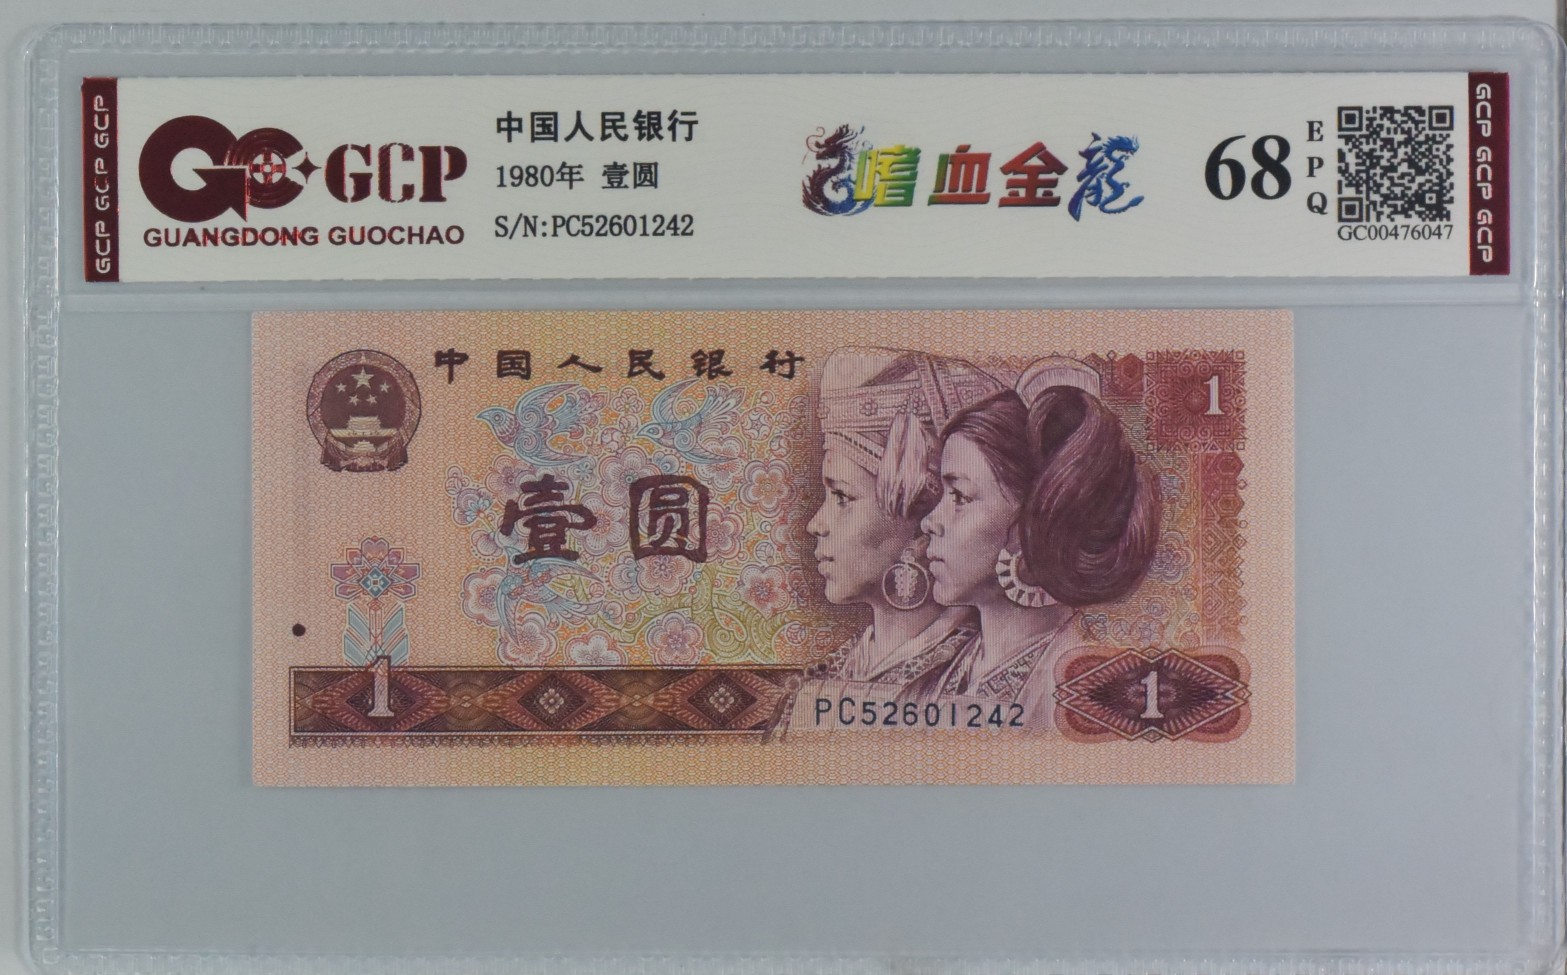 GCP GCP GCP
GCP
GUANGDONG GUOCHAO
中国人民银行
1980年 壹圆
S/N:PC52601242
嗜血金龍
68
EPQ
GC00476047
GCP GCP GCP
中国人民银行
1
壹圆
1
PC52601242
1